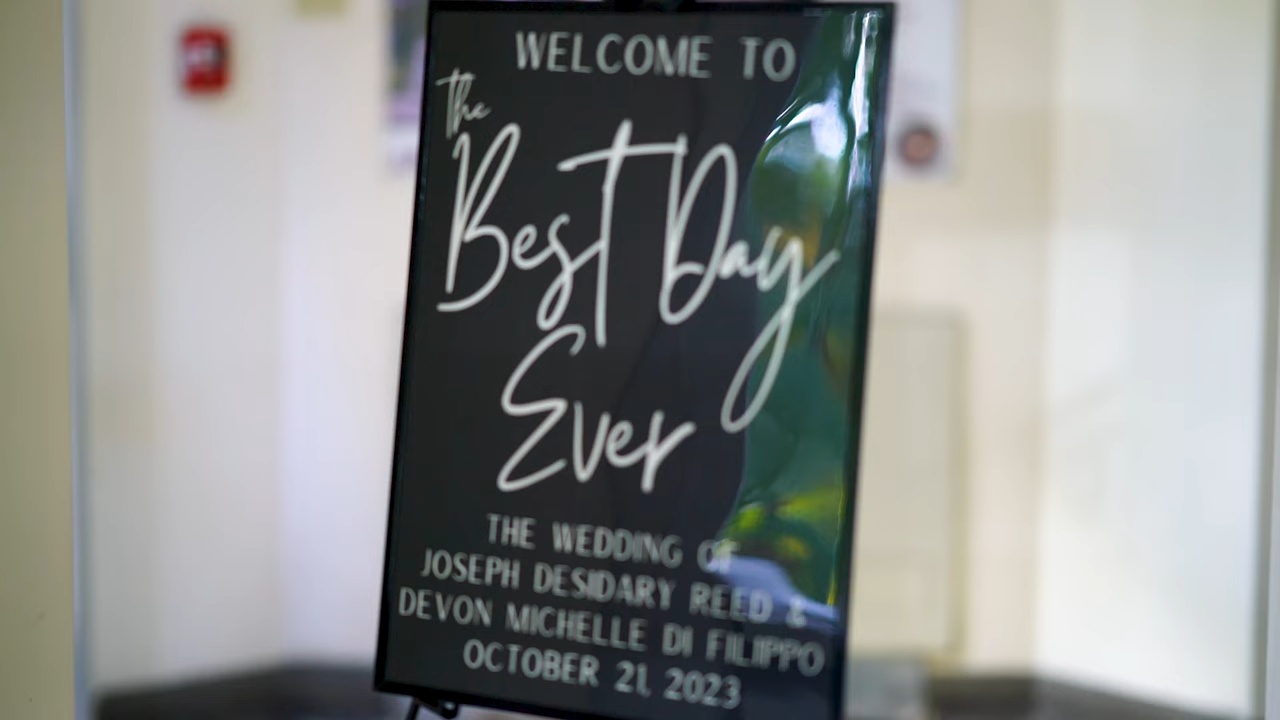 WELCOME TO
the
Best Day
Ever
THE WEDDING OF
JOSEPH DESIDARY REED &
DEVON MICHELLE DI FILIPPO
OCTOBER 21, 2023